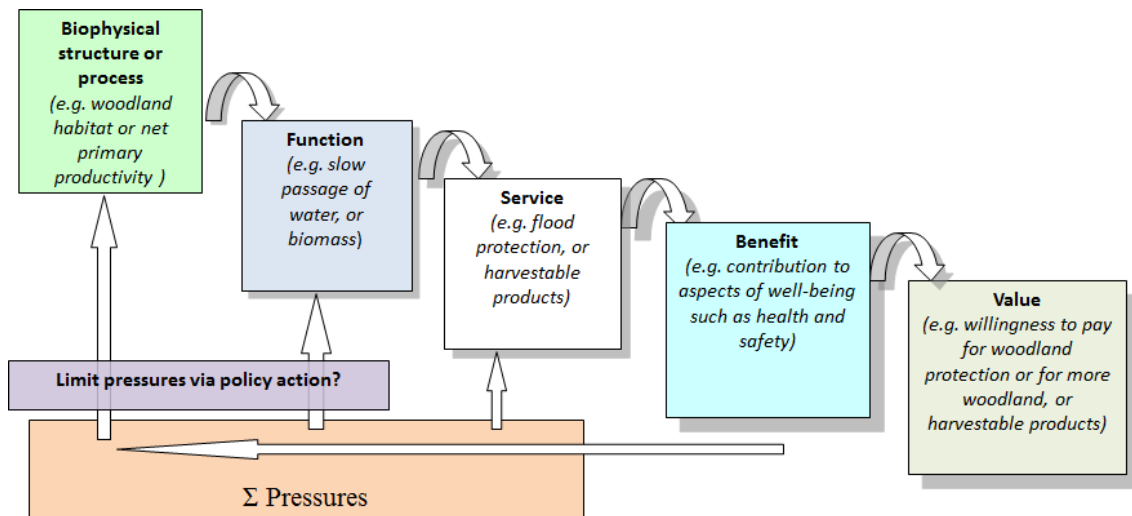 Biophysical
structure or
process
(e.g. woodland
habitat or net
primary
productivity )
Function
(e.g. slow
passage of
water, or
biomass)
Service
(e.g. flood
protection, or
harvestable
products)
Benefit
(e.g. contribution to
aspects of well-being
such as health and
safety)
Value
(e.g. willingness to pay
for woodland
protection or for more
woodland, or
harvestable products)
Limit pressures via policy action?
Σ Pressures